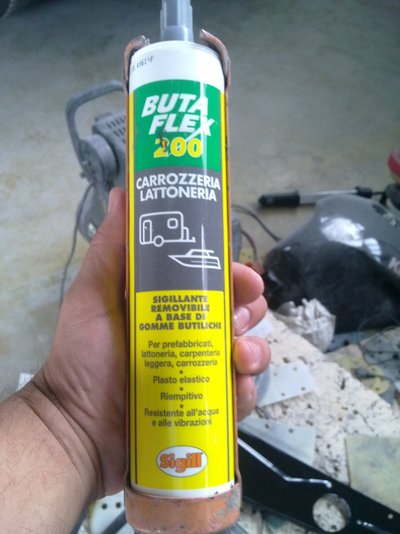 BUTA
FLEX
200
CARROZZERIA
LATTONERIA
SIGILLANTE
REMOVIBILE
A BASE DI
GOMME BUTILICHE
Per prefabbricati,
lattoneria, carpenteria
leggera, carrozzeria
•
Plasto elastico
•
Riempitivo
•
Resistente all'acqua
e alle vibrazioni
Sigill